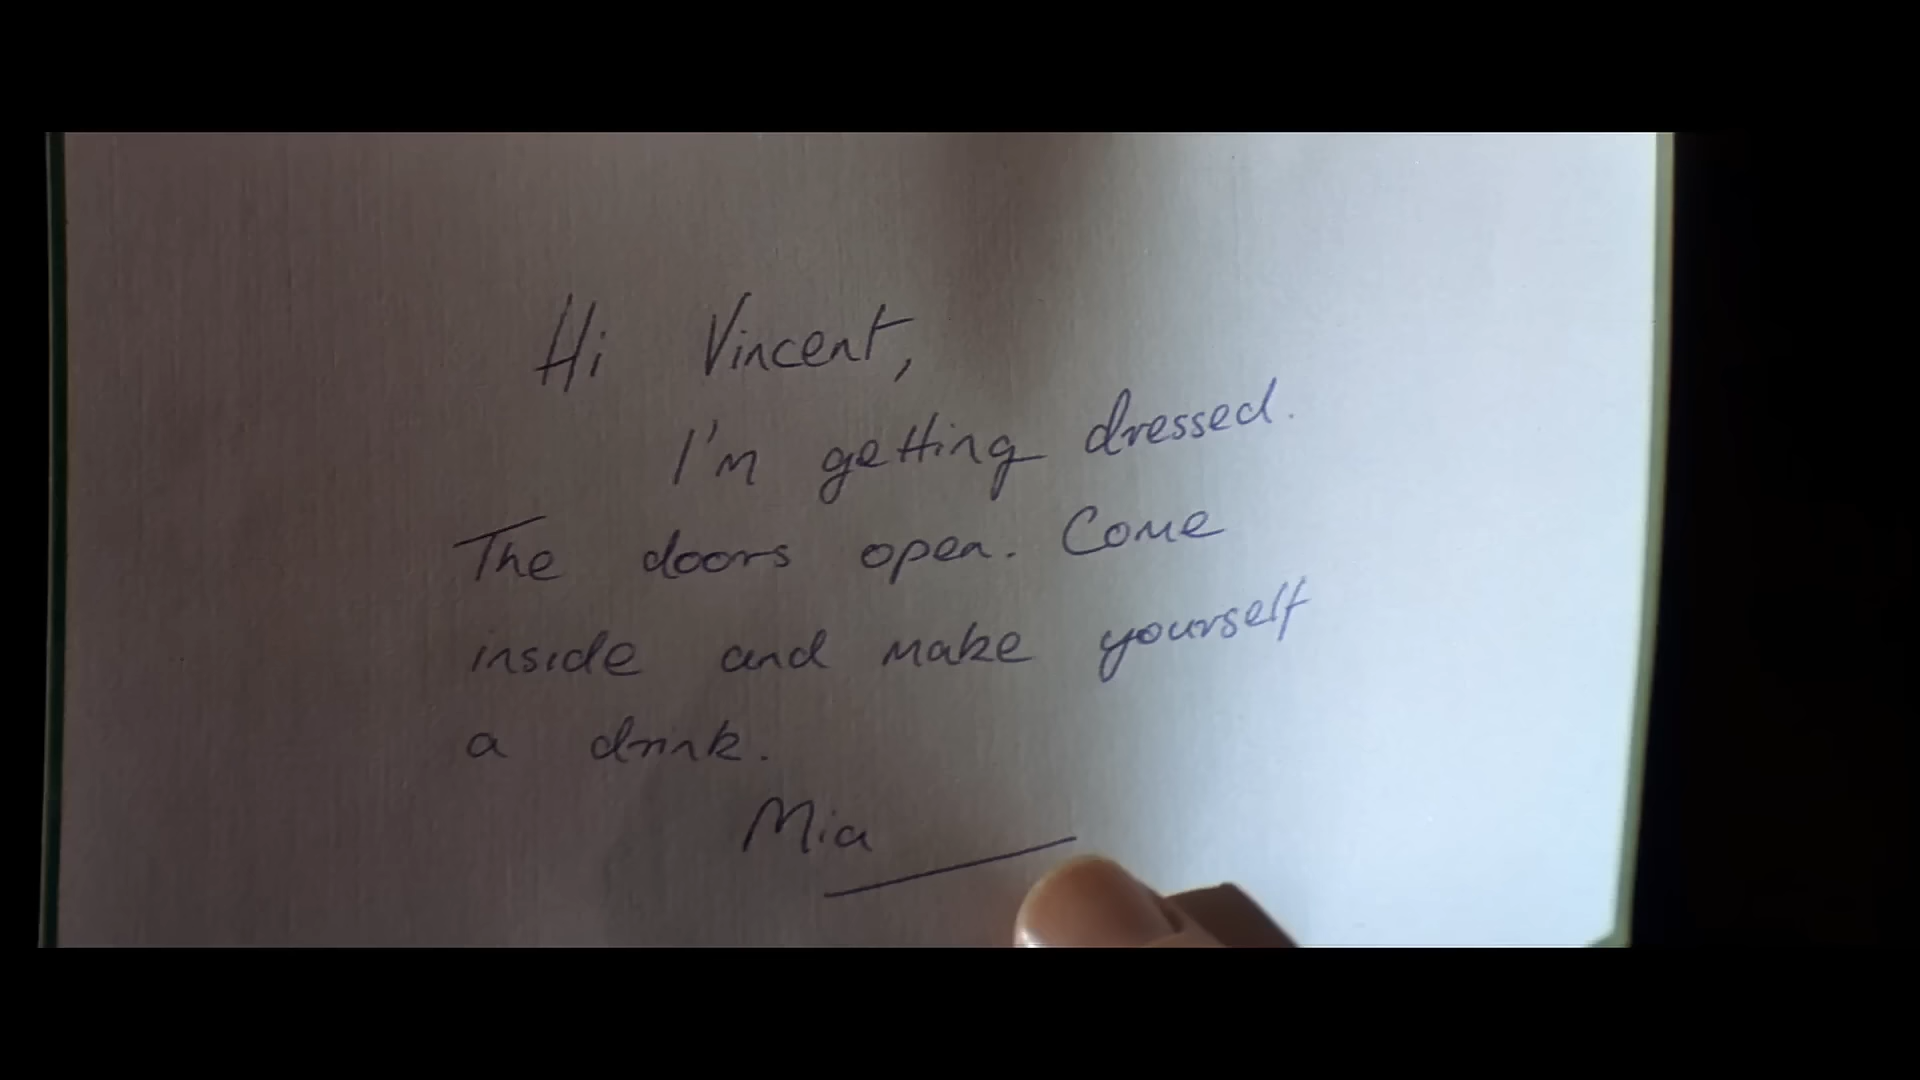 Hi Vincent,
I'm getting dressed.
The doors open. Come
inside and make yourself
a drink.
Mia